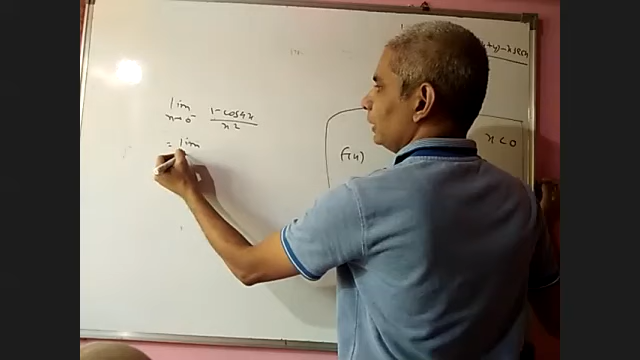 lim 1-cos4x
x→0⁻ x²
= lim
f(x)
x<0